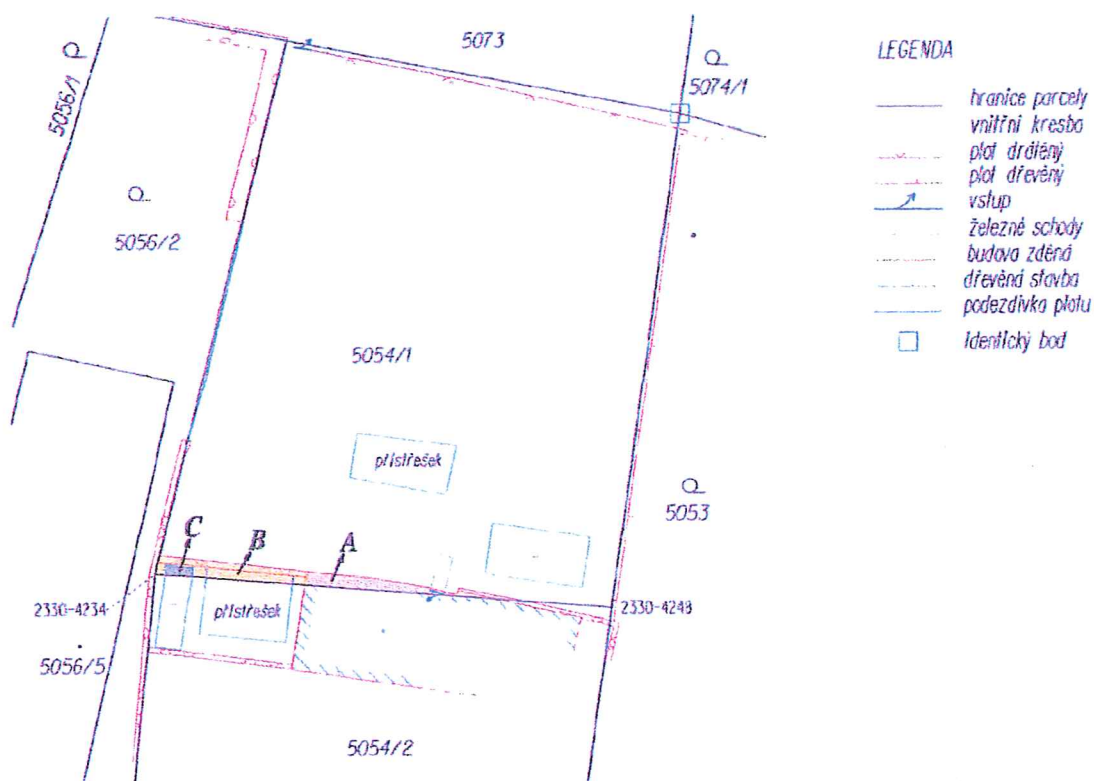 5073
5074/1
5056/1
5056/2
5054/1
přístřešek
5053
C
B
A
2330-4234
přístřešek
2330-4248
5056/5
5054/2
LEGENDA
hranice parcely
vnitřní kresba
plot drátěný
plot dřevěný
vstup
železné schody
budova zděná
dřevěná stavba
podezdívka plotu
identický bod